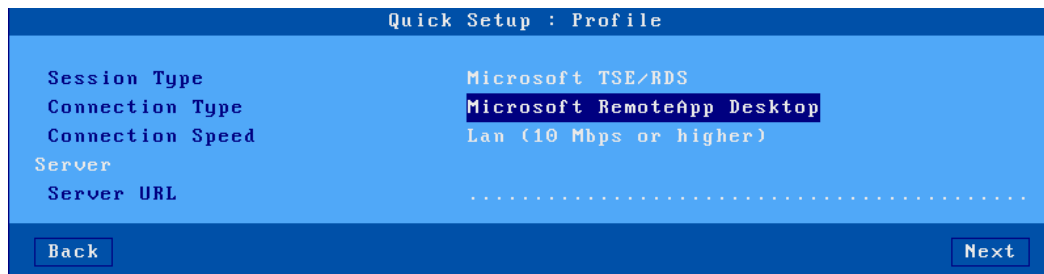 Quick Setup : Profile
Session Type Microsoft TSE/RDS
Connection Type Microsoft RemoteApp Desktop
Connection Speed Lan (10 Mbps or higher)
Server
Server URL ...........................................
Back Next